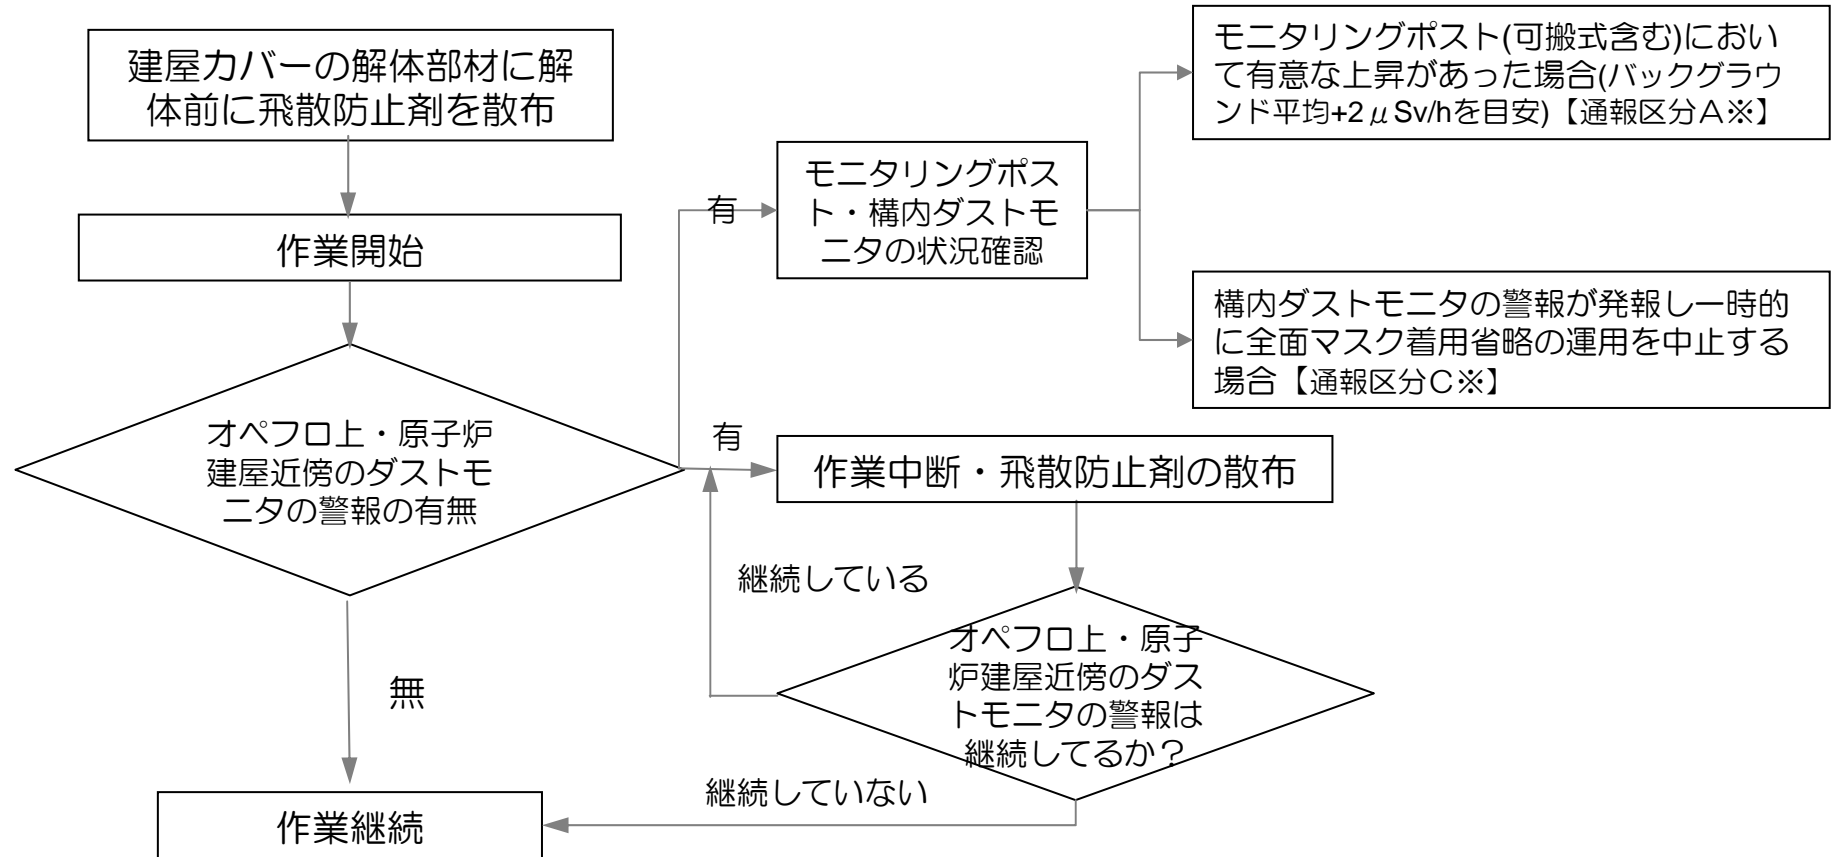 建屋カバーの解体部材に解
体前に飛散防止剤を散布
作業開始
オペフロ上・原子炉
建屋近傍のダストモ
ニタの警報の有無
無
作業継続
有
モニタリングポス
ト・構内ダストモ
ニタの状況確認
モニタリングポスト(可搬式含む)におい
て有意な上昇があった場合(バックグラウ
ンド平均+2μSv/hを目安)【通報区分A※】
構内ダストモニタの警報が発報し一時的
に全面マスク着用省略の運用を中止する
場合【通報区分C※】
有
作業中断・飛散防止剤の散布
継続している
オペフロ上・原子
炉建屋近傍のダス
トモニタの警報は
継続してるか？
継続していない